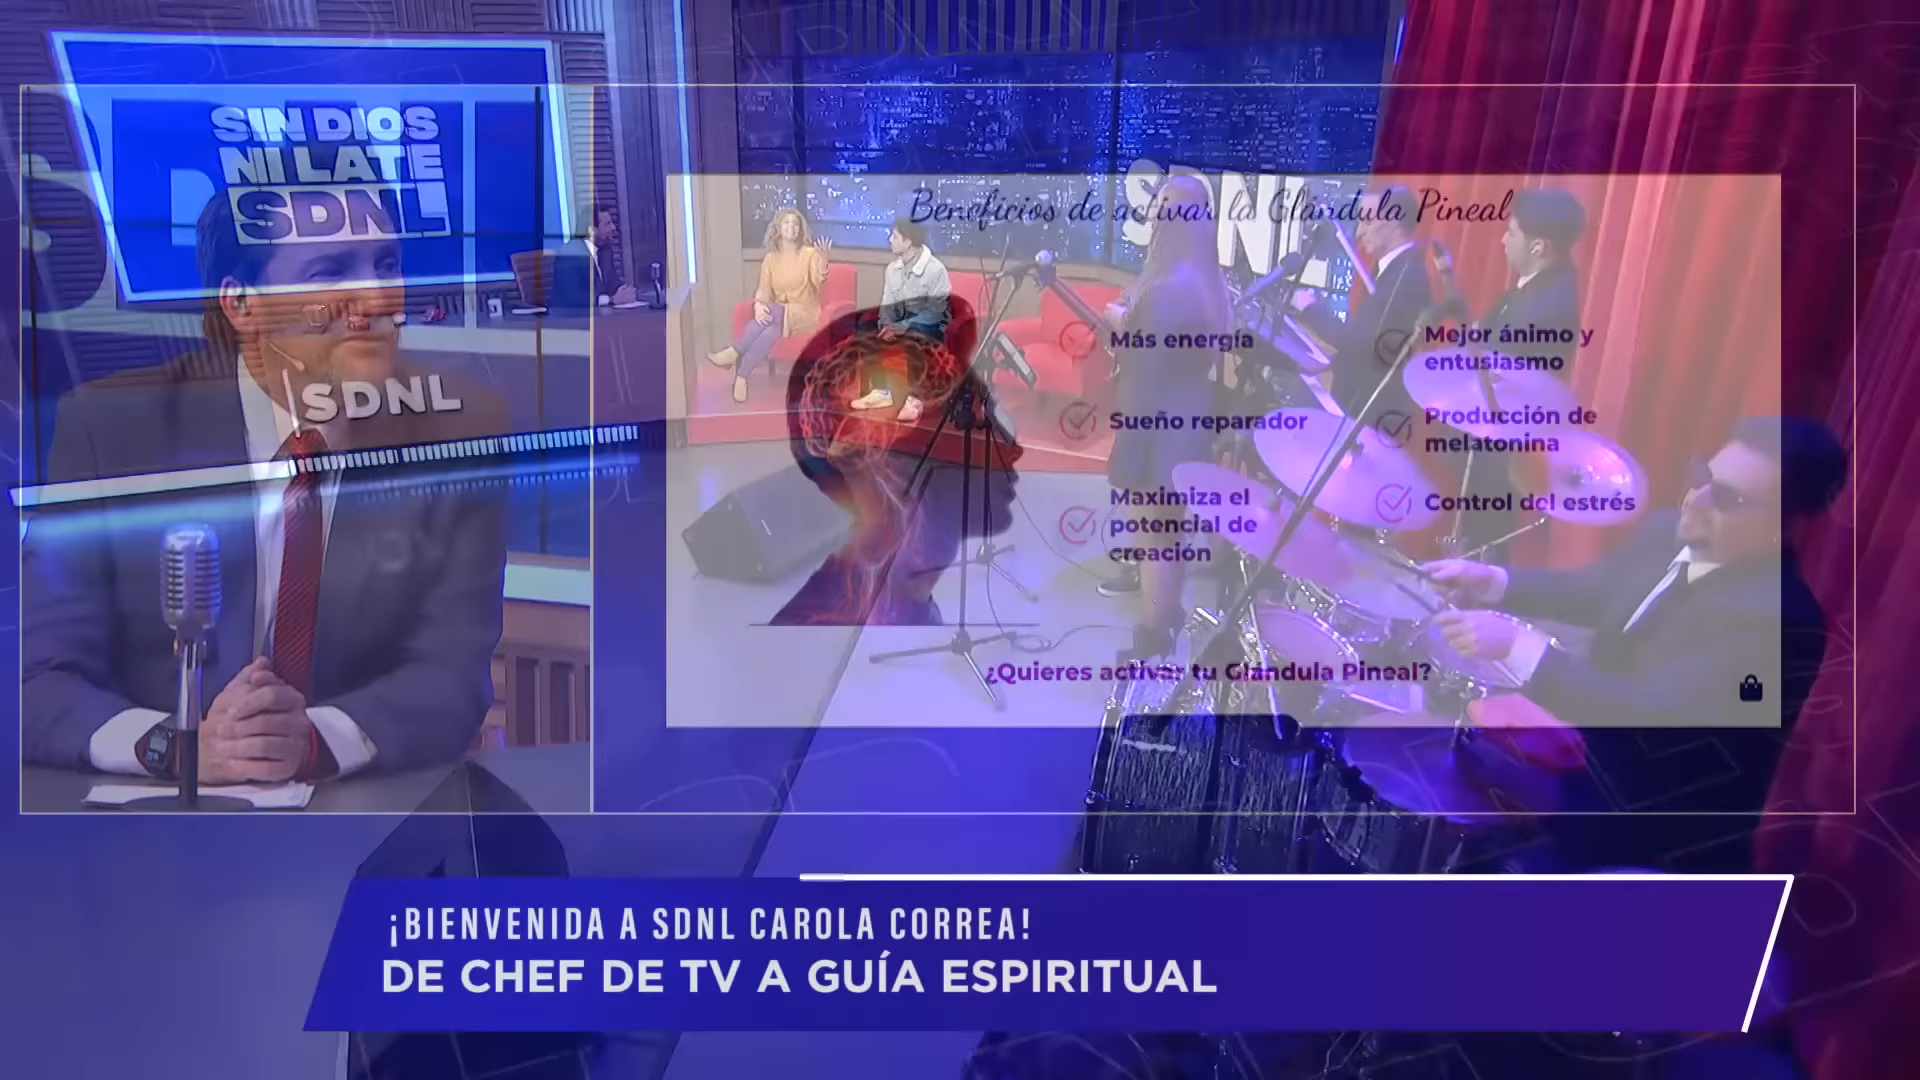 SIN DIOS
NI LATE
SDNL
SDNL
SDNL
Beneficios de activar la Glándula Pineal
Más energía
Mejor ánimo y
entusiasmo
Sueño reparador
Producción de
melatonina
Maximiza el
potencial de
creación
Control del estrés
¿Quieres activar tu Glándula Pineal?
¡BIENVENIDA A SDNL CAROLA CORREA!
DE CHEF DE TV A GUÍA ESPIRITUAL